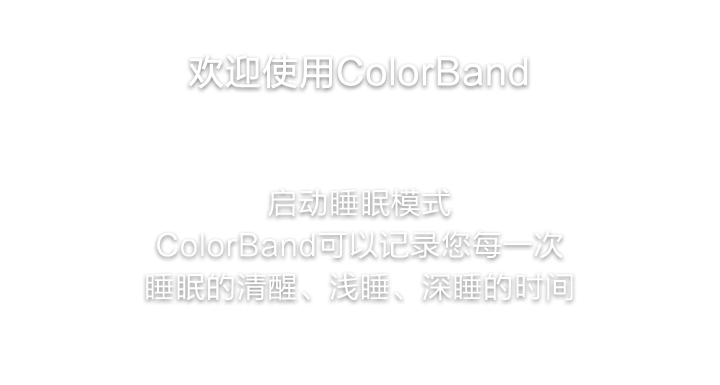 欢迎使用ColorBand
启动睡眠模式
ColorBand可以记录您每一次
睡眠的清醒、浅睡、深睡的时间